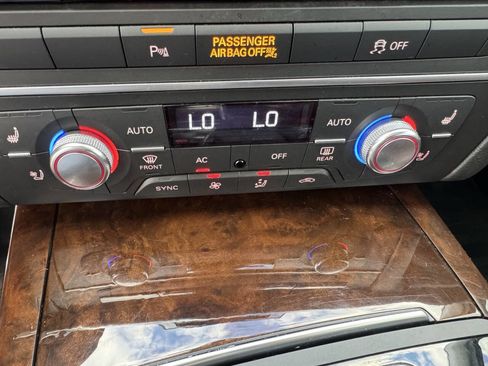 P
PASSENGER
AIRBAG OFF
OFF
AUTO
LO LO
AUTO
FRONT
AC
OFF
REAR
SYNC